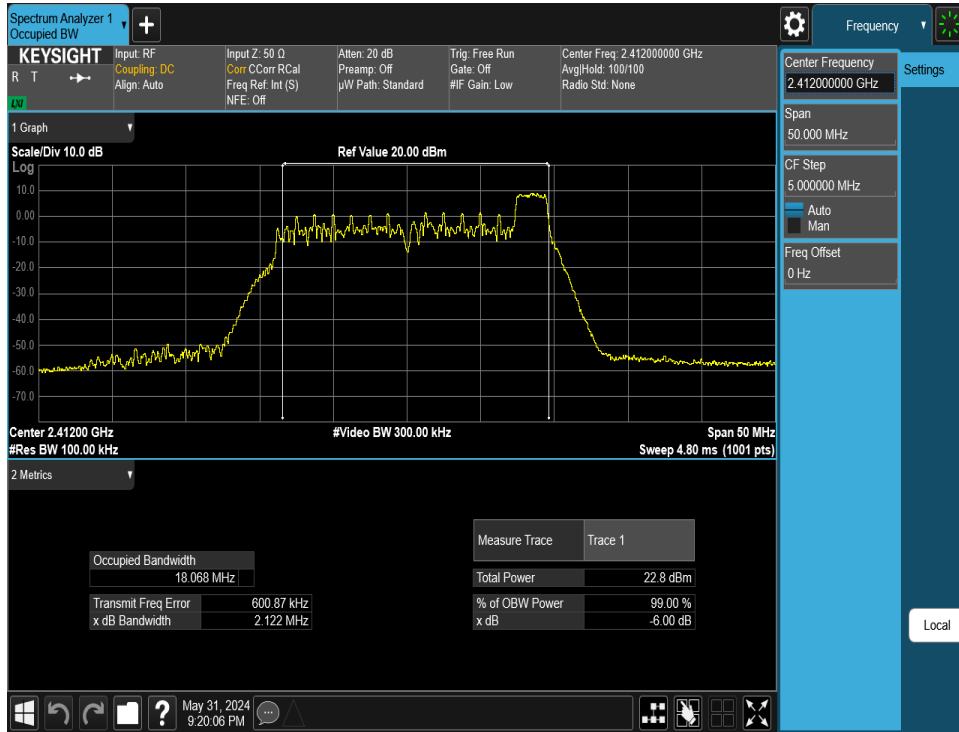 Spectrum Analyzer 1
Occupied BW
+
Frequency
KEYSIGHT
R T
LXI
Input: RF
Coupling: DC
Align: Auto
Input Z: 50 Ω
Corr CCorr RCal
Freq Ref: Int (S)
NFE: Off
Atten: 20 dB
Preamp: Off
µW Path: Standard
Trig: Free Run
Gate: Off
#IF Gain: Low
Center Freq: 2.412000000 GHz
Avg|Hold: 100/100
Radio Std: None
Center Frequency
2.412000000 GHz
Settings
Span
50.000 MHz
CF Step
5.000000 MHz
Auto
Man
Freq Offset
0 Hz
Local
1 Graph
Scale/Div 10.0 dB
Ref Value 20.00 dBm
Log
10.0
0.00
-10.0
-20.0
-30.0
-40.0
-50.0
-60.0
-70.0
Center 2.41200 GHz
#Video BW 300.00 kHz
Span 50 MHz
#Res BW 100.00 kHz
Sweep 4.80 ms (1001 pts)
2 Metrics
Occupied Bandwidth
18.068 MHz
Transmit Freq Error 600.87 kHz
x dB Bandwidth 2.122 MHz
Measure Trace Trace 1
Total Power 22.8 dBm
% of OBW Power 99.00 %
x dB -6.00 dB
?
May 31, 2024
9:20:06 PM